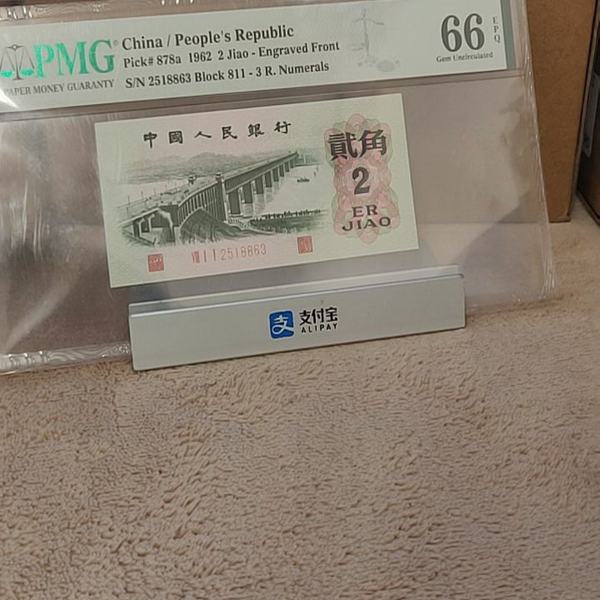 PMG
PAPER MONEY GUARANTY
China / People's Republic
Pick# 878a 1962 2 Jiao - Engraved Front
S/N 2518863 Block 811 - 3 R. Numerals
66
EPQ
Gem Uncirculated
中國人民銀行
貳角
2
ER
JIAO
VIII I I 2518863
支 支付宝
ALIPAY